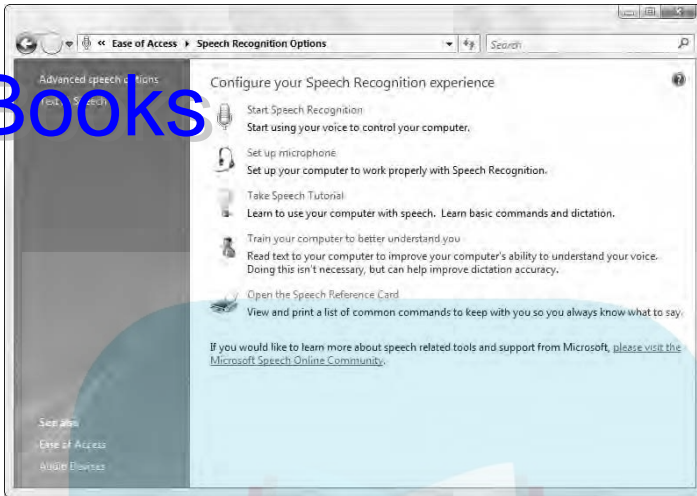 « Ease of Access ▸ Speech Recognition Options
Search
Advanced speech options
Text to Speech
Books
Configure your Speech Recognition experience
Start Speech Recognition
Start using your voice to control your computer.
Set up microphone
Set up your computer to work properly with Speech Recognition.
Take Speech Tutorial
Learn to use your computer with speech. Learn basic commands and dictation.
Train your computer to better understand you
Read text to your computer to improve your computer's ability to understand your voice.
Doing this isn't necessary, but can help improve dictation accuracy.
Open the Speech Reference Card
View and print a list of common commands to keep with you so you always know what to say.
If you would like to learn more about speech related tools and support from Microsoft, please visit the
Microsoft Speech Online Community.
See also
Ease of Access
Audio Devices